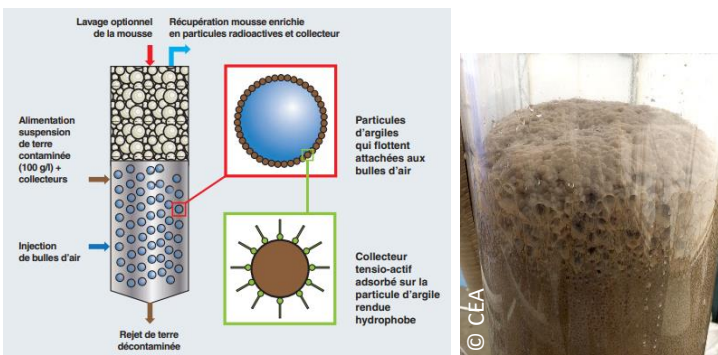 Lavage optionnel
de la mousse
Récupération mousse enrichie
en particules radioactives et collecteur
Alimentation
suspension
de terre
contaminée
(100 g/l) +
collecteurs
Particules
d'argiles
qui flottent
attachées aux
bulles d'air
Injection
de bulles d'air
Collecteur
tensio-actif
adsorbé sur la
particule d'argile
rendue
hydrophobe
Rejet de terre
décontaminée
© CEA